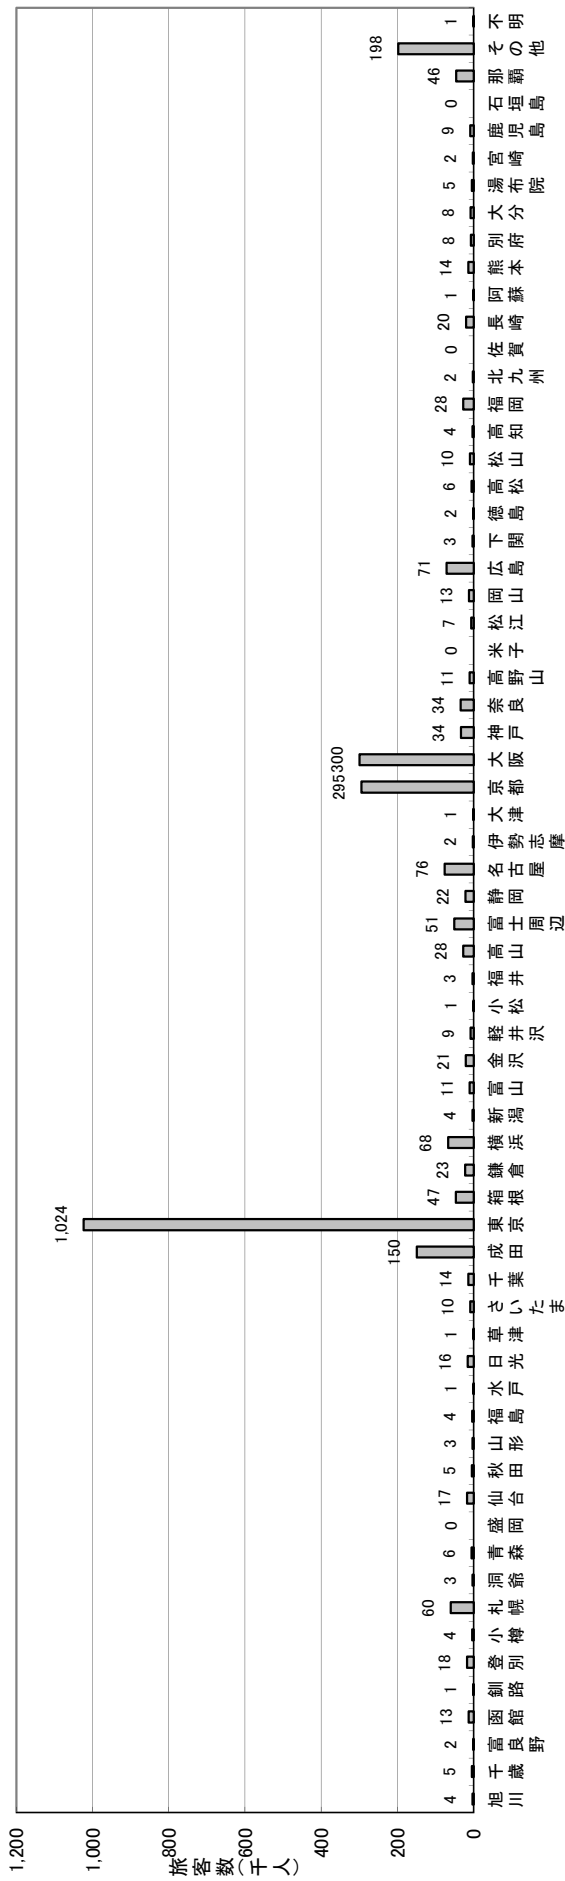 旅客数(千人)
1,200
1,000
800
600
400
200
0
4
5
2
13
1
18
4
60
3
6
0
17
5
3
4
1
16
1
10
14
150
1,024
47
23
68
4
11
21
9
1
3
28
51
22
76
2
1
295
300
34
34
11
0
7
13
71
3
2
6
10
4
28
2
0
20
1
14
8
8
5
2
9
0
46
198
1
旭川
千歳
富良野
函館
釧路
登別
小樽
札幌
洞爺
青森
盛岡
仙台
秋田
山形
福島
水戸
日光
草津
さいたま
千葉
成田
東京
箱根
鎌倉
横浜
新潟
富山
金沢
軽井沢
小松
福井
高山
富士周辺
静岡
名古屋
伊勢志摩
大津
京都
大阪
神戸
奈良
高野山
米子
松江
岡山
広島
下関
徳島
高松
松山
高知
福岡
北九州
佐賀
長崎
阿蘇
熊本
別府
大分
湯布院
宮崎
鹿児島
石垣島
那覇
その他
不明